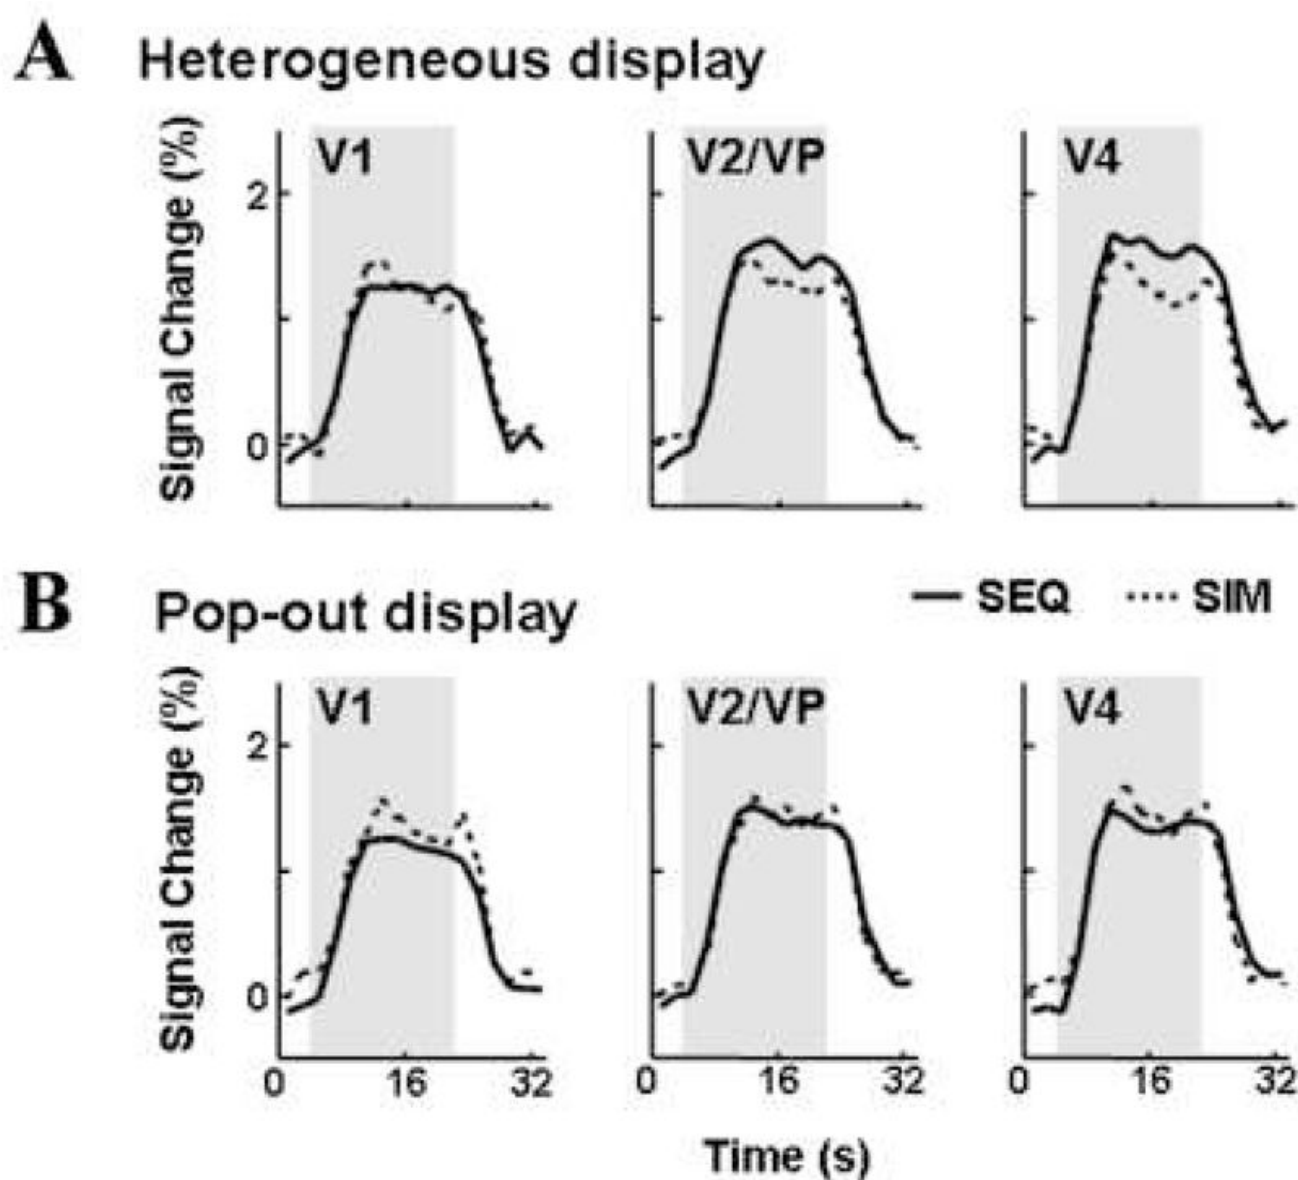 A Heterogeneous display
V1 V2/VP V4
Signal Change (%)
2
0
B Pop-out display
SEQ SIM
V1 V2/VP V4
Signal Change (%)
2
0
0 16 32 0 16 32 0 16 32
Time (s)